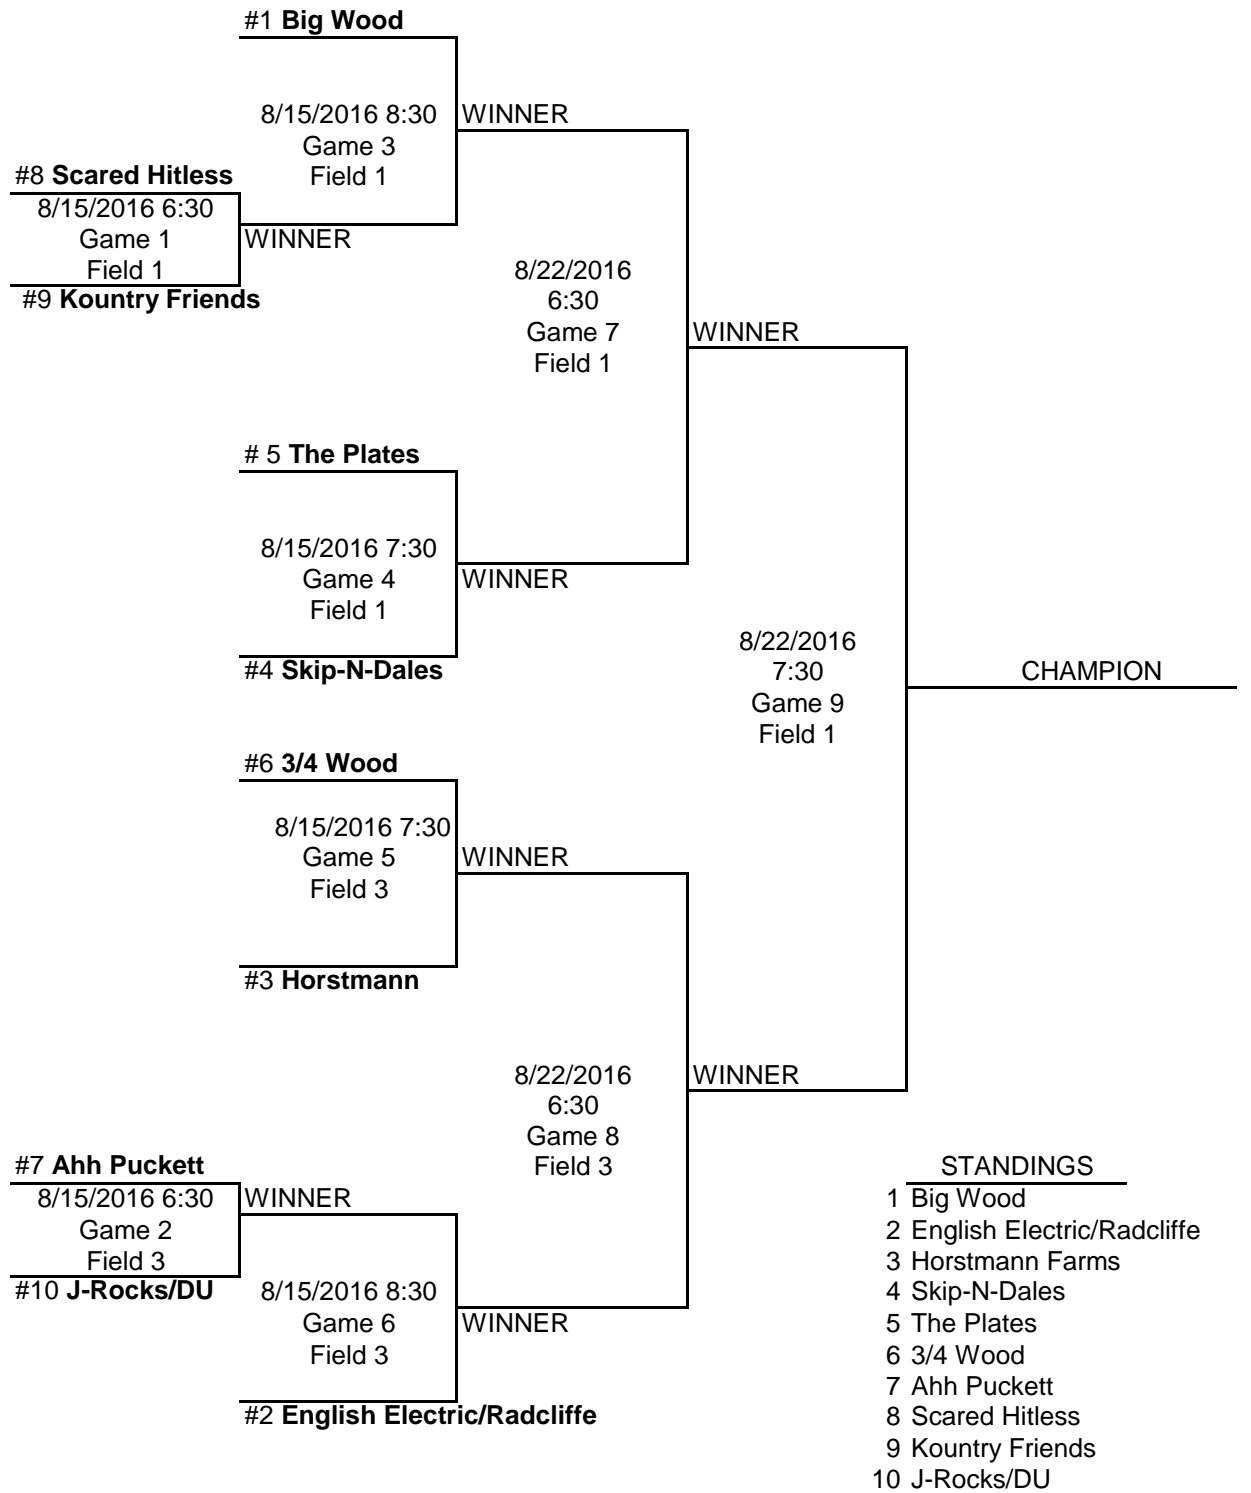 #1 Big Wood
8/15/2016 8:30
Game 3
Field 1
WINNER
#8 Scared Hitless
8/15/2016 6:30
Game 1
Field 1
WINNER
#9 Kountry Friends
8/22/2016
6:30
Game 7
Field 1
WINNER
# 5 The Plates
8/15/2016 7:30
Game 4
Field 1
WINNER
#4 Skip-N-Dales
8/22/2016
7:30
Game 9
Field 1
CHAMPION
#6 3/4 Wood
8/15/2016 7:30
Game 5
Field 3
WINNER
#3 Horstmann
8/22/2016
6:30
Game 8
Field 3
WINNER
#7 Ahh Puckett
8/15/2016 6:30
Game 2
Field 3
WINNER
#10 J-Rocks/DU
8/15/2016 8:30
Game 6
Field 3
WINNER
#2 English Electric/Radcliffe
STANDINGS
1 Big Wood
2 English Electric/Radcliffe
3 Horstmann Farms
4 Skip-N-Dales
5 The Plates
6 3/4 Wood
7 Ahh Puckett
8 Scared Hitless
9 Kountry Friends
10 J-Rocks/DU